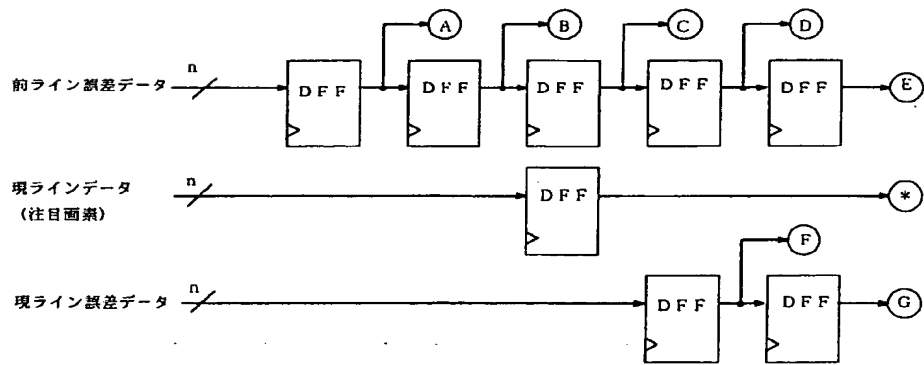 A B C D
n
前ライン誤差データ DFF DFF DFF DFF DFF E
n
現ラインデータ DFF *
(注目画素)
F
n
現ライン誤差データ DFF DFF G